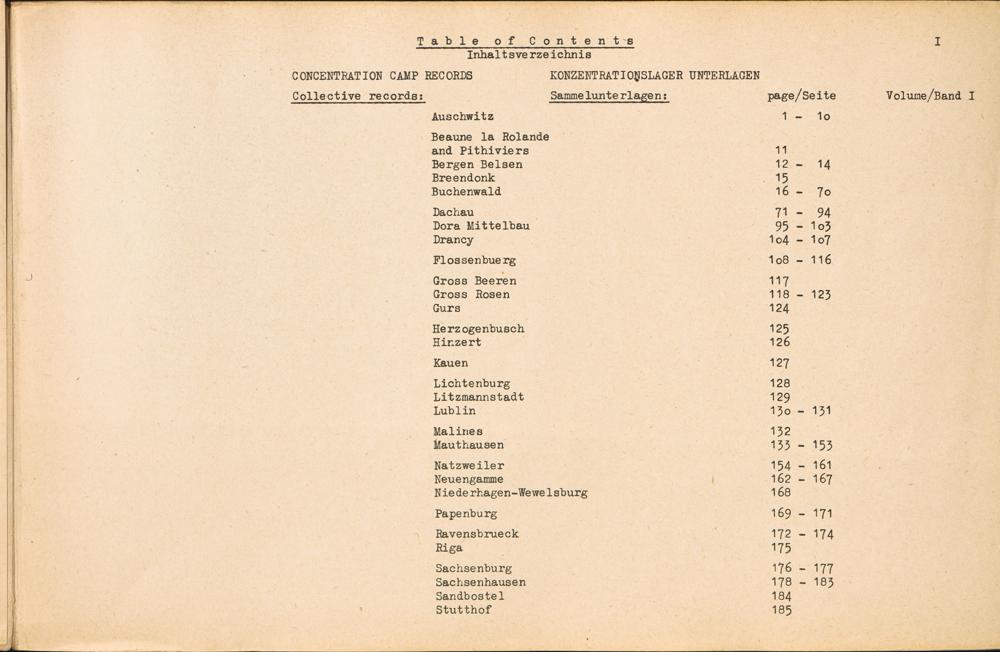 Table of Contents I
Inhaltsverzeichnis
CONCENTRATION CAMP RECORDS KONZENTRATIONSLAGER UNTERLAGEN
Collective records: Sammelunterlagen: page/Seite Volume/Band I
Auschwitz 1 - 1o
Beaune la Rolande
and Pithiviers 11
Bergen Belsen 12 - 14
Breendonk 15
Buchenwald 16 - 7o
Dachau 71 - 94
Dora Mittelbau 95 - 1o3
Drancy 1o4 - 1o7
Flossenbuerg 1o8 - 116
Gross Beeren 117
Gross Rosen 118 - 123
Gurs 124
Herzogenbusch 125
Hinzert 126
Kauen 127
Lichtenburg 128
Litzmannstadt 129
Lublin 13o - 131
Malines 132
Mauthausen 133 - 153
Natzweiler 154 - 161
Neuengamme 162 - 167
Niederhagen-Wewelsburg 168
Papenburg 169 - 171
Ravensbrueck 172 - 174
Riga 175
Sachsenburg 176 - 177
Sachsenhausen 178 - 183
Sandbostel 184
Stutthof 185